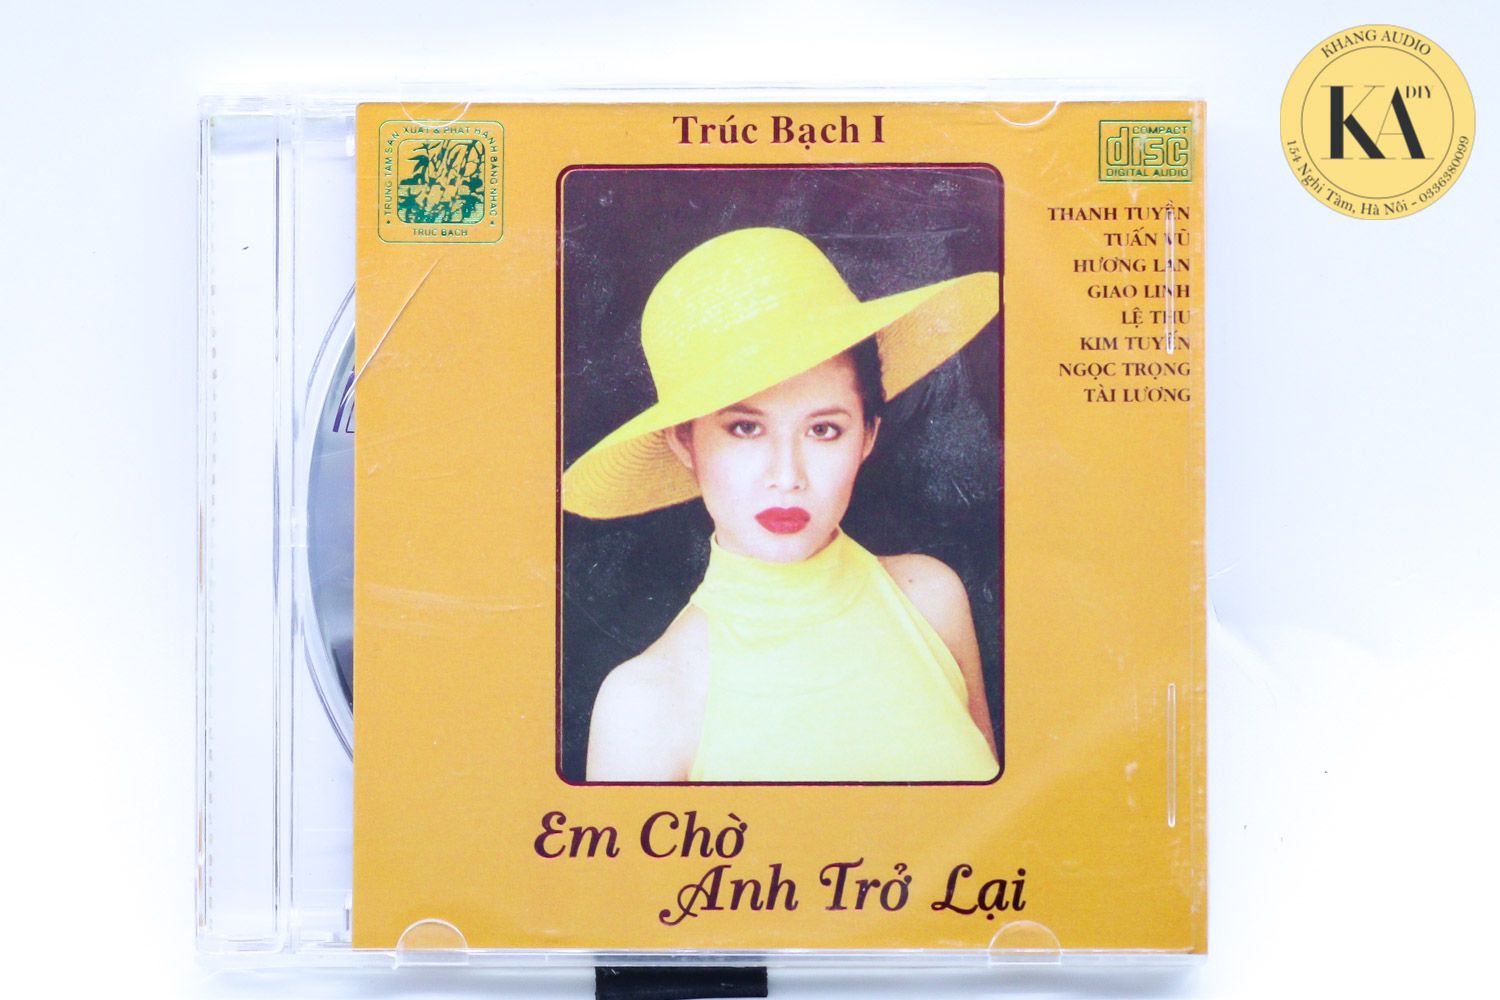 KHANG AUDIO
KA DIY
154 Nghi Tàm, Hà Nội - 0336380099
Trúc Bạch I
TRUNG TÂM SẢN XUẤT & PHÁT HÀNH BĂNG NHẠC
TRÚC BẠCH
COMPACT
disc
DIGITAL AUDIO
THANH TUYỀN
TUẤN VŨ
HƯƠNG LAN
GIAO LINH
LỆ THU
KIM TUYẾN
NGỌC TRỌNG
TÀI LƯƠNG
Em Chờ
Anh Trở Lại